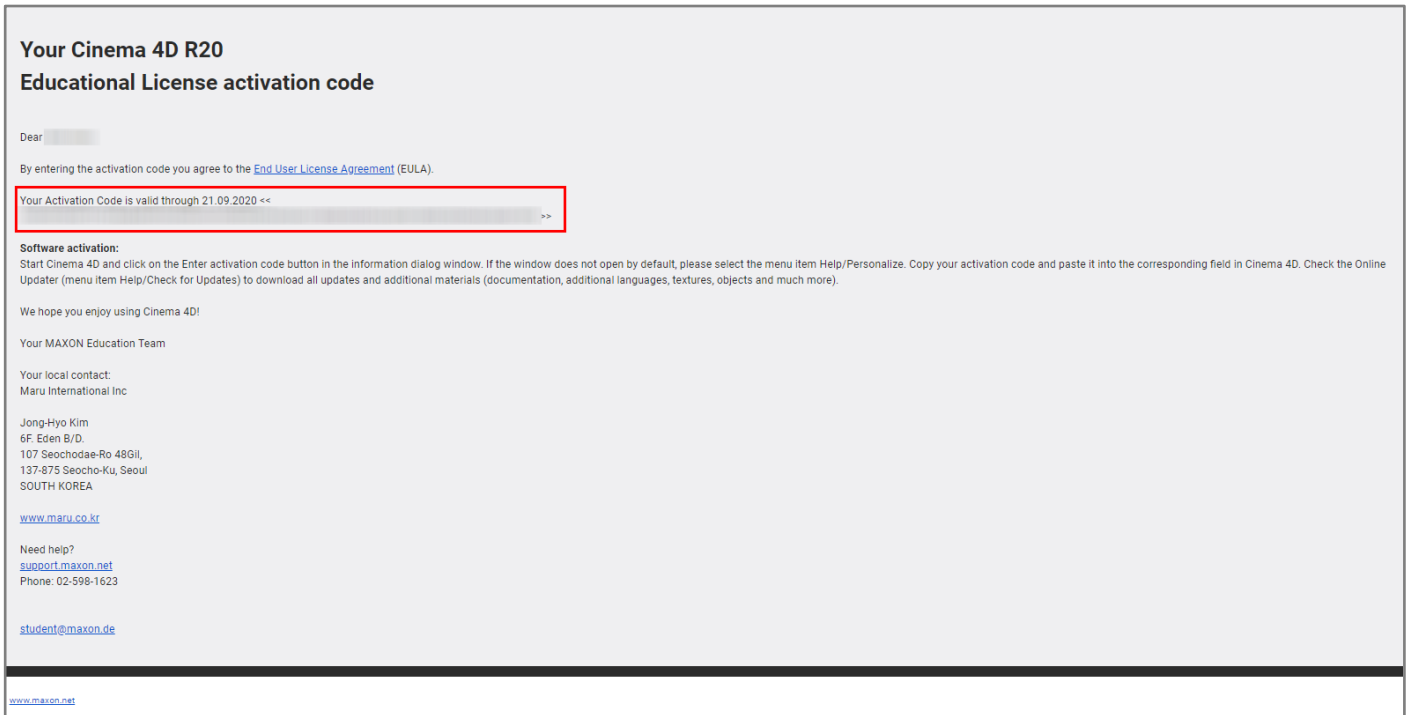 Your Cinema 4D R20
Educational License activation code
Dear
By entering the activation code you agree to the End User License Agreement (EULA).
Your Activation Code is valid through 21.09.2020 <<
>>
Software activation:
Start Cinema 4D and click on the Enter activation code button in the information dialog window. If the window does not open by default, please select the menu item Help/Personalize. Copy your activation code and paste it into the corresponding field in Cinema 4D. Check the Online
Updater (menu item Help/Check for Updates) to download all updates and additional materials (documentation, additional languages, textures, objects and much more).
We hope you enjoy using Cinema 4D!
Your MAXON Education Team
Your local contact:
Maru International Inc
Jong-Hyo Kim
6F. Eden B/D.
107 Seochodae-Ro 48Gil,
137-875 Seocho-Ku, Seoul
SOUTH KOREA
www.maru.co.kr
Need help?
support.maxon.net
Phone: 02-598-1623
student@maxon.de
www.maxon.net